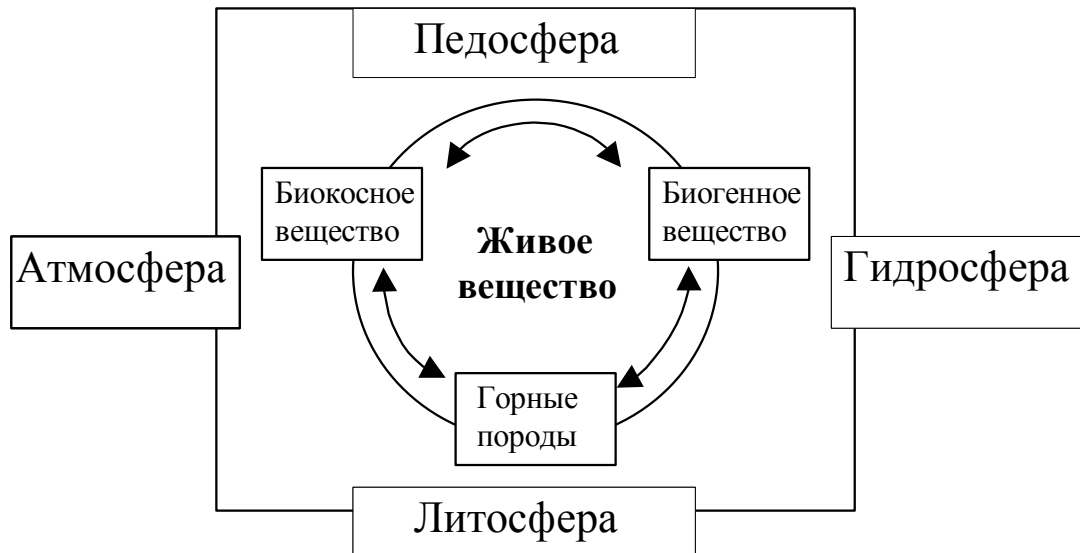 Педосфера
Биокосное
вещество
Биогенное
вещество
Живое
вещество
Атмосфера
Гидросфера
Горные
породы
Литосфера